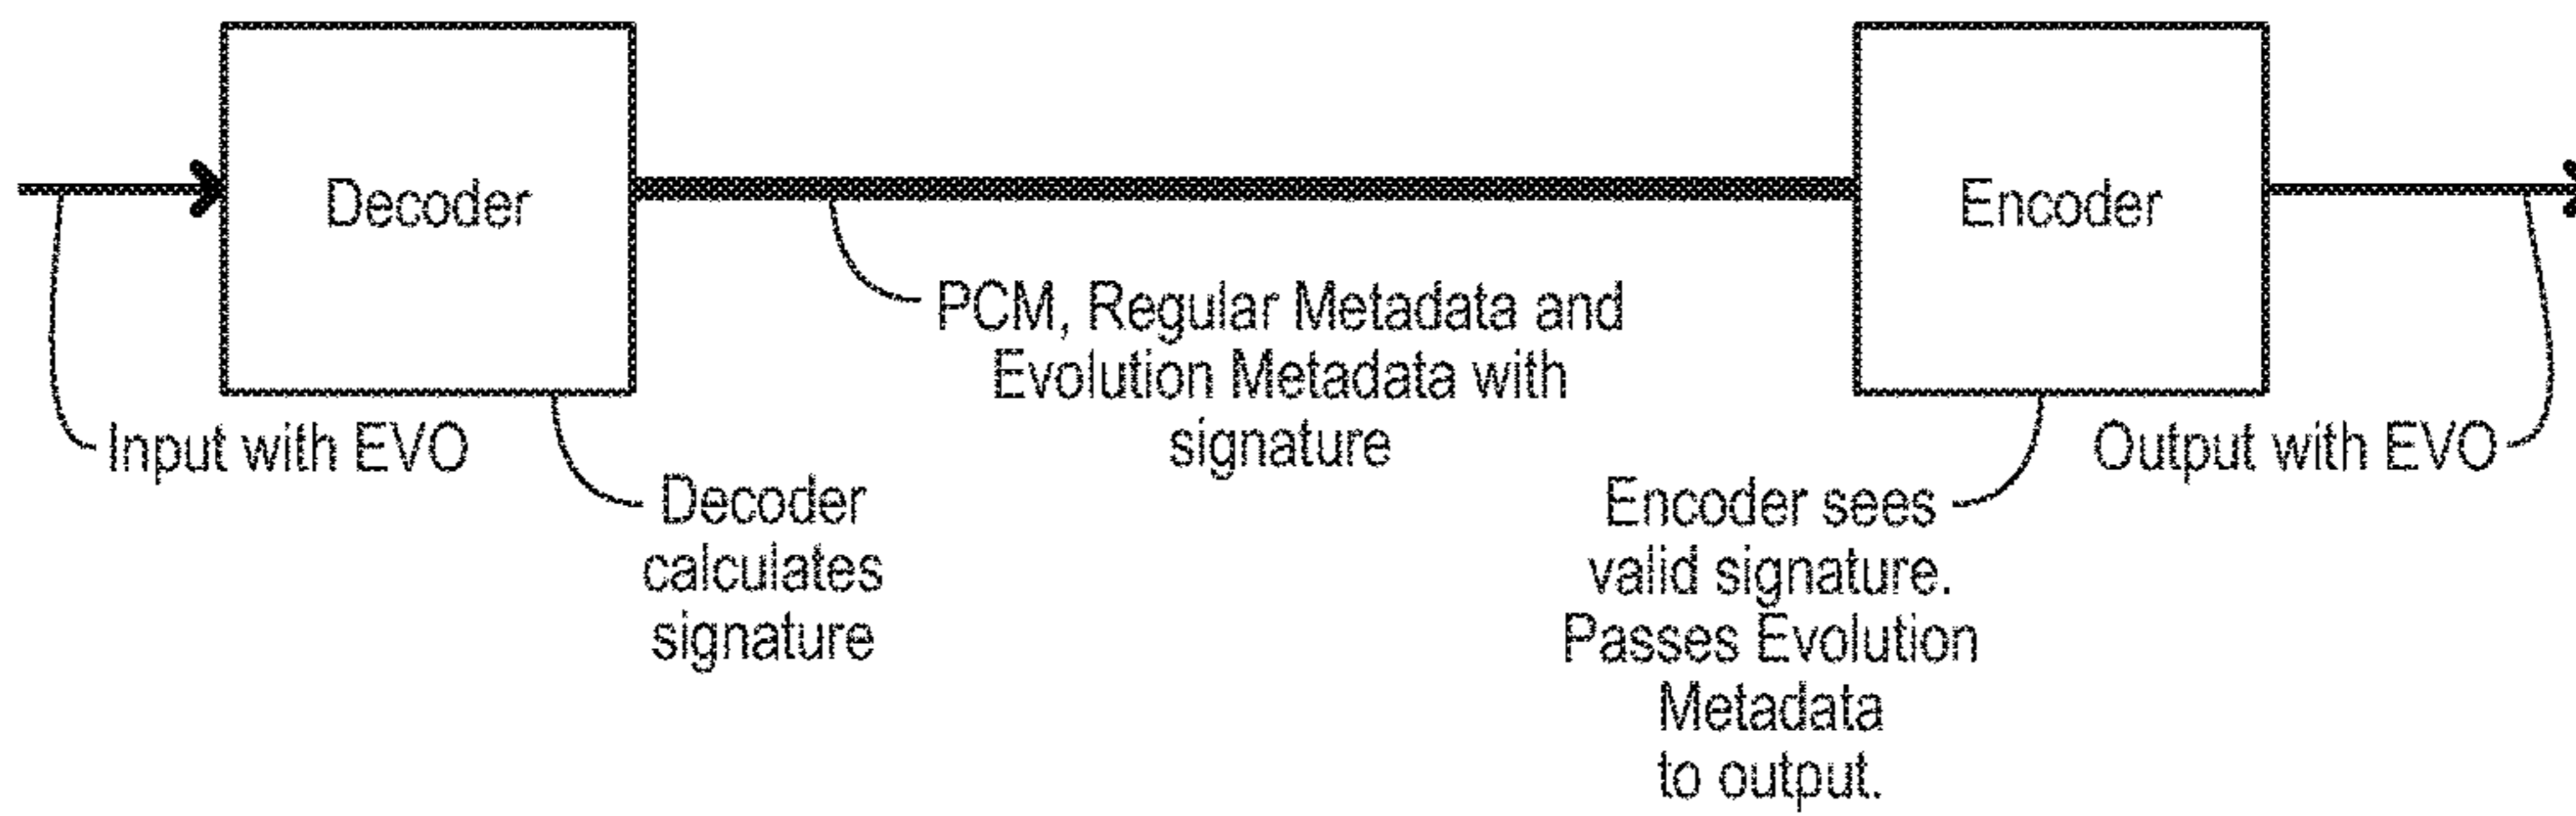 Decoder
Encoder
PCM, Regular Metadata and
Evolution Metadata with
signature
Input with EVO
Decoder
calculates
signature
Encoder sees
valid signature.
Passes Evolution
Metadata
to output.
Output with EVO